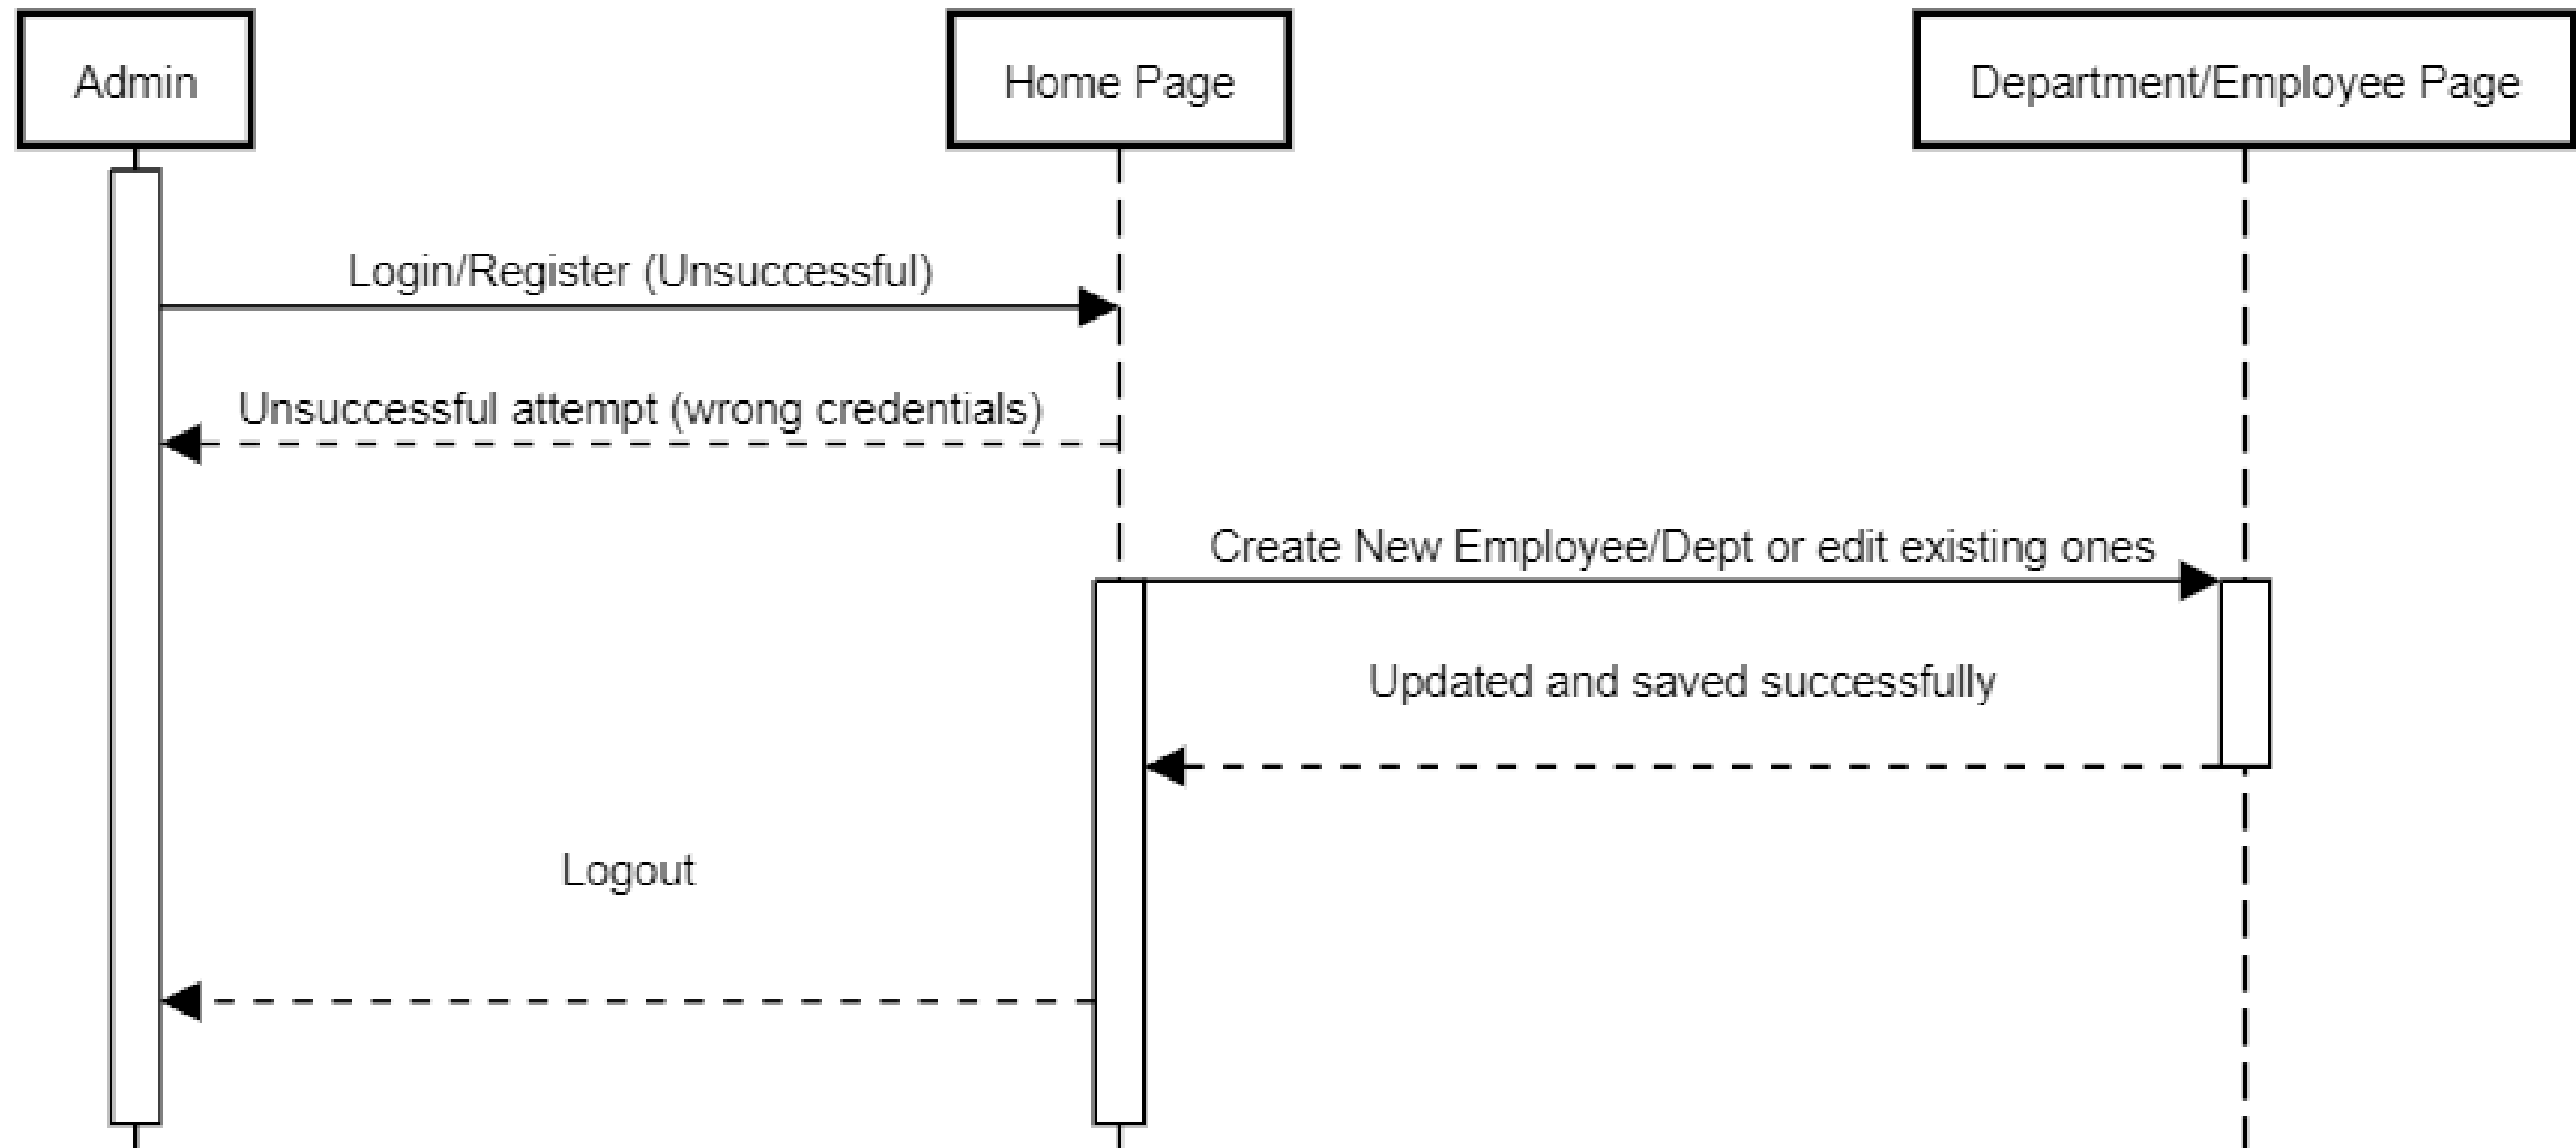 Admin
Home Page
Department/Employee Page
Login/Register (Unsuccessful)
Unsuccessful attempt (wrong credentials)
Create New Employee/Dept or edit existing ones
Updated and saved successfully
Logout